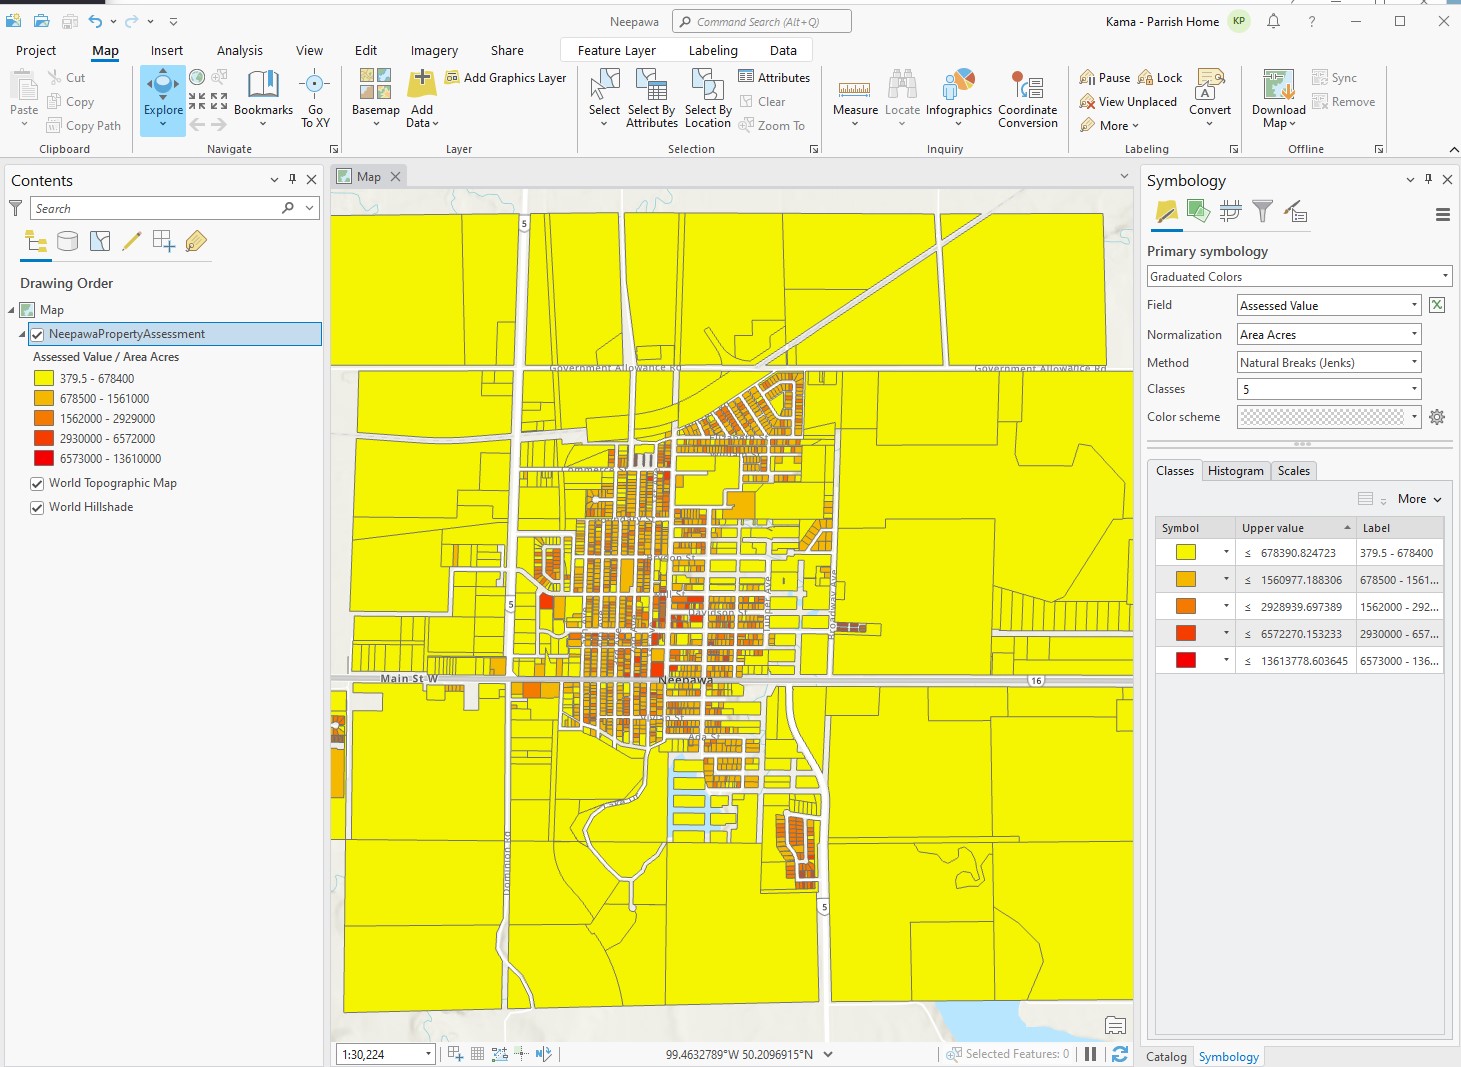 Neepawa
Command Search (Alt+Q)
Kama - Parrish Home
KP
?
Project
Map
Insert
Analysis
View
Edit
Imagery
Share
Feature Layer
Labeling
Data
Paste
Cut
Copy
Copy Path
Clipboard
Explore
Bookmarks
Go
To XY
Navigate
Basemap
Add
Data
Add Graphics Layer
Layer
Select
Select By
Attributes
Select By
Location
Attributes
Clear
Zoom To
Selection
Measure
Locate
Infographics
Coordinate
Conversion
Inquiry
Pause
Lock
View Unplaced
More
Convert
Labeling
Download
Map
Sync
Remove
Offline
Contents
Search
Drawing Order
Map
NeepawaPropertyAssessment
Assessed Value / Area Acres
379.5 - 678400
678500 - 1561000
1562000 - 2929000
2930000 - 6572000
6573000 - 13610000
World Topographic Map
World Hillshade
Map
5
Government Allowance Rd
Government Allowance Rd
5
Davidson St
Broadway Ave
Main St W
Neepawa
16
Ada St
Dominion Rd
5
1:30,224
99.4632789°W 50.2096915°N
Selected Features: 0
Symbology
Primary symbology
Graduated Colors
Field
Assessed Value
Normalization
Area Acres
Method
Natural Breaks (Jenks)
Classes
5
Color scheme
Classes
Histogram
Scales
More
Symbol
Upper value
Label
≤ 678390.824723 379.5 - 678400
≤ 1560977.188306 678500 - 1561...
≤ 2928939.697389 1562000 - 292...
≤ 6572270.153233 2930000 - 657...
≤ 13613778.603645 6573000 - 136...
Catalog
Symbology